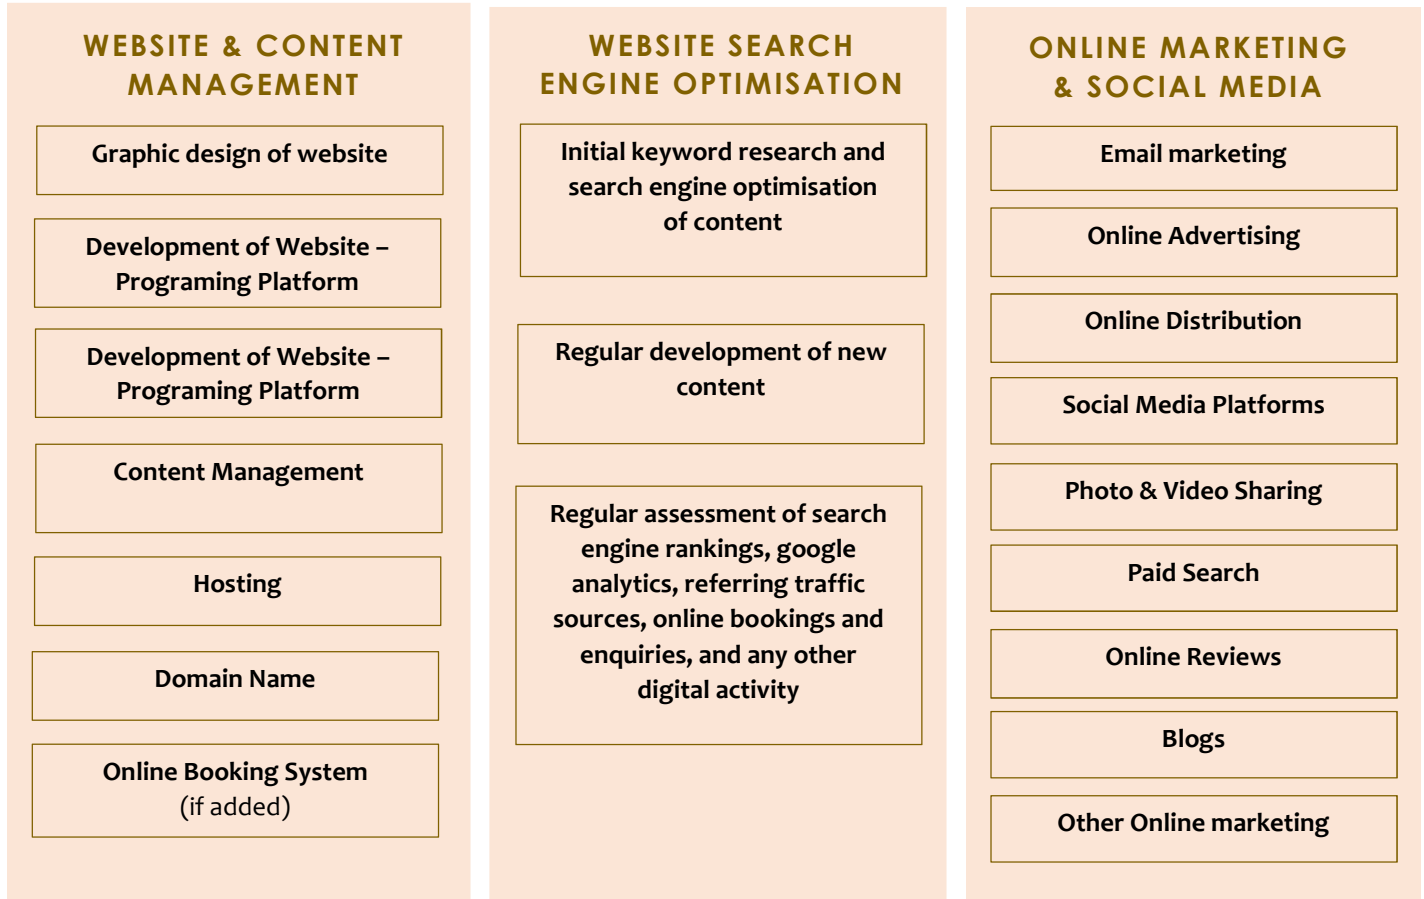 WEBSITE & CONTENT
MANAGEMENT
Graphic design of website
Development of Website –
Programing Platform
Development of Website –
Programing Platform
Content Management
Hosting
Domain Name
Online Booking System
(if added)
WEBSITE SEARCH
ENGINE OPTIMISATION
Initial keyword research and
search engine optimisation
of content
Regular development of new
content
Regular assessment of search
engine rankings, google
analytics, referring traffic
sources, online bookings and
enquiries, and any other
digital activity
ONLINE MARKETING
& SOCIAL MEDIA
Email marketing
Online Advertising
Online Distribution
Social Media Platforms
Photo & Video Sharing
Paid Search
Online Reviews
Blogs
Other Online marketing